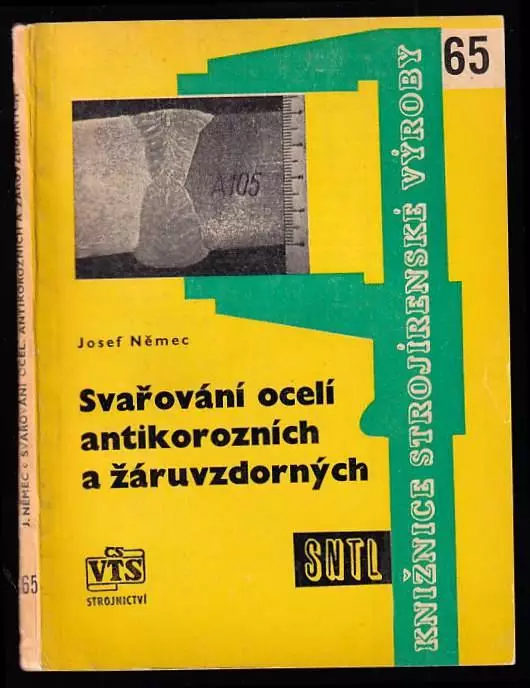 65
KNIŽNICE STROJÍRENSKÉ VÝROBY
A105
Josef Němec
Svařování ocelí
antikorozních
a žáruvzdorných
SNTL
ČS
VTS
STROJNICTVÍ
J. NĚMEC • SVAŘOVÁNÍ OCELÍ ANTIKOROZNÍCH A ŽÁRUVZDORNÝCH
65